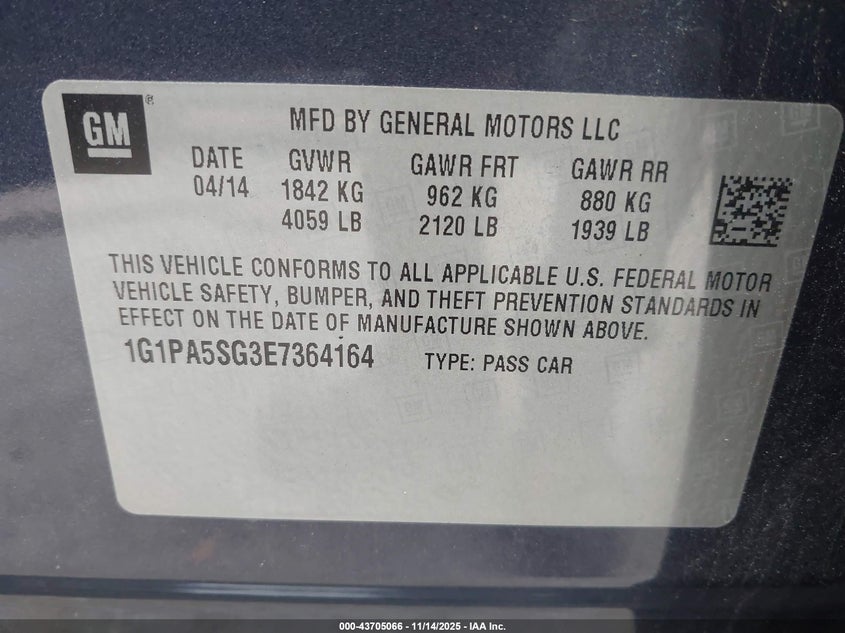 GM®
MFD BY GENERAL MOTORS LLC
DATE GVWR GAWR FRT GAWR RR
04/14 1842 KG 962 KG 880 KG
4059 LB 2120 LB 1939 LB
THIS VEHICLE CONFORMS TO ALL APPLICABLE U.S. FEDERAL MOTOR
VEHICLE SAFETY, BUMPER, AND THEFT PREVENTION STANDARDS IN
EFFECT ON THE DATE OF MANUFACTURE SHOWN ABOVE.
1G1PA5SG3E7364164 TYPE: PASS CAR
000-43705066 - 11/14/2025 - IAA Inc.